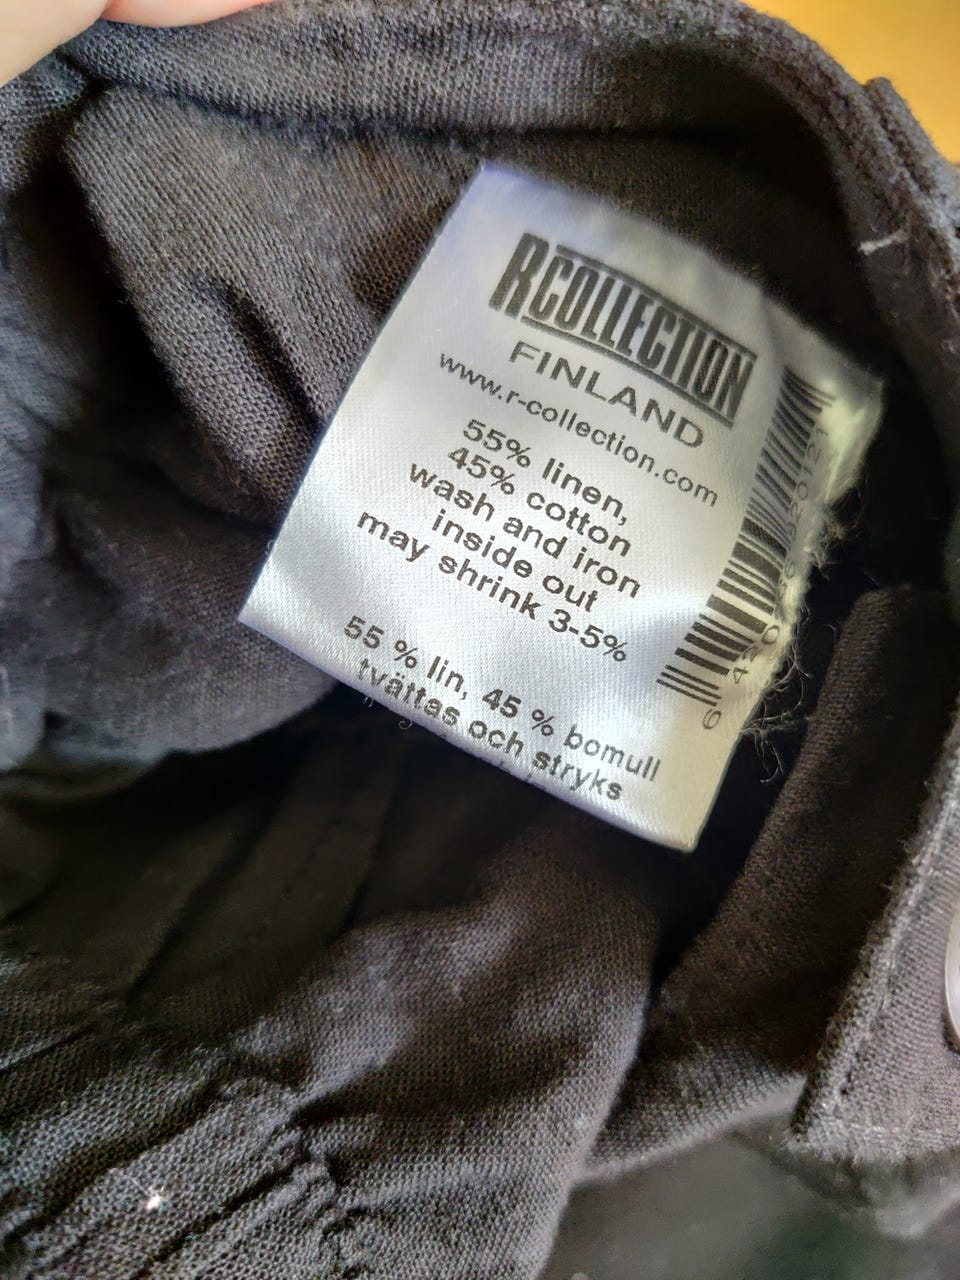 RCOLLECTION
FINLAND
www.r-collection.com
55% linen,
45% cotton
wash and iron
inside out
may shrink 3-5%
55 % lin, 45 % bomull
tvättas och stryks